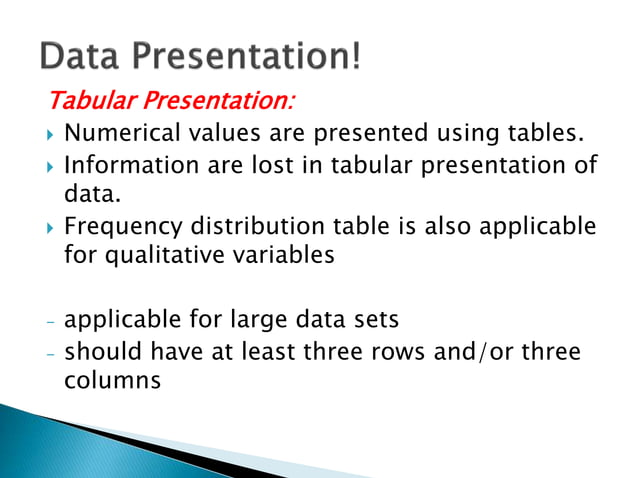 Data Presentation!
Tabular Presentation:
Numerical values are presented using tables.
Information are lost in tabular presentation of
data.
Frequency distribution table is also applicable
for qualitative variables
- applicable for large data sets
- should have at least three rows and/or three
columns